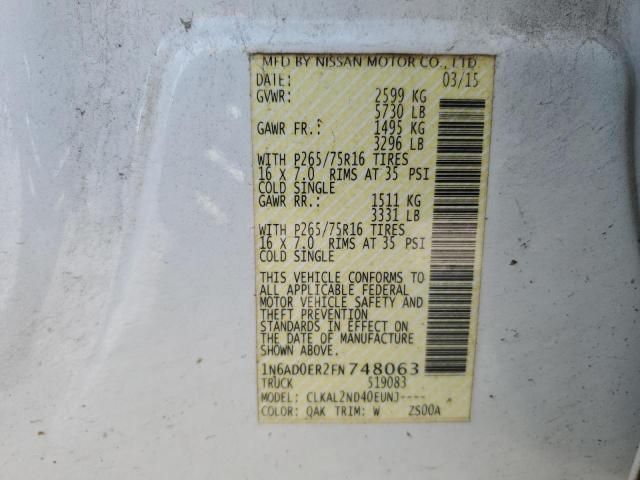 MFD BY NISSAN MOTOR CO., LTD.
DATE: 03/15
GVWR: 2599 KG
5730 LB
GAWR FR.: 1495 KG
3296 LB
WITH P265/75R16 TIRES
16 X 7.0 RIMS AT 35 PSI
COLD SINGLE
GAWR RR.: 1511 KG
3331 LB
WITH P265/75R16 TIRES
16 X 7.0 RIMS AT 35 PSI
COLD SINGLE
THIS VEHICLE CONFORMS TO
ALL APPLICABLE FEDERAL
MOTOR VEHICLE SAFETY AND
THEFT PREVENTION
STANDARDS IN EFFECT ON
THE DATE OF MANUFACTURE
SHOWN ABOVE.
1N6AD0ER2FN748063
TRUCK 519083
MODEL: CLKAL2ND40EUNJ----
COLOR: QAK TRIM: W ZS00A